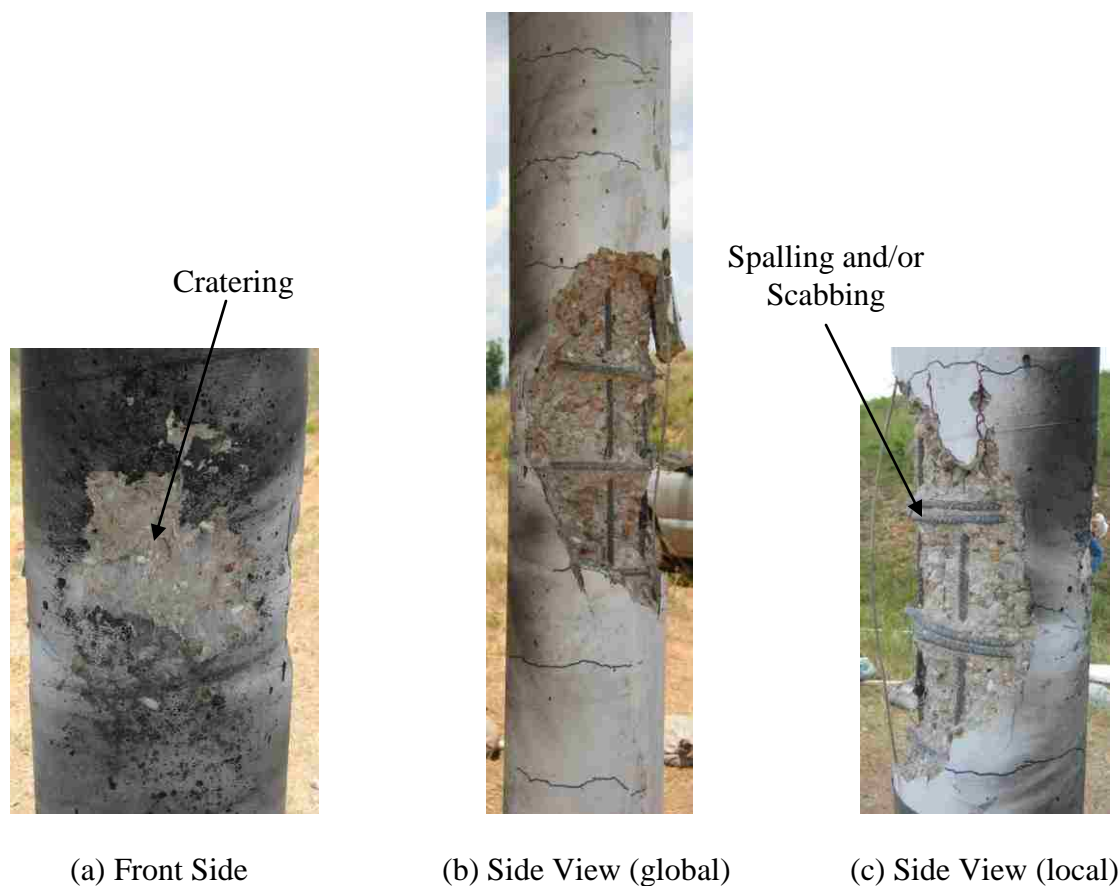 Cratering
Spalling and/or
Scabbing
(a) Front Side
(b) Side View (global)
(c) Side View (local)